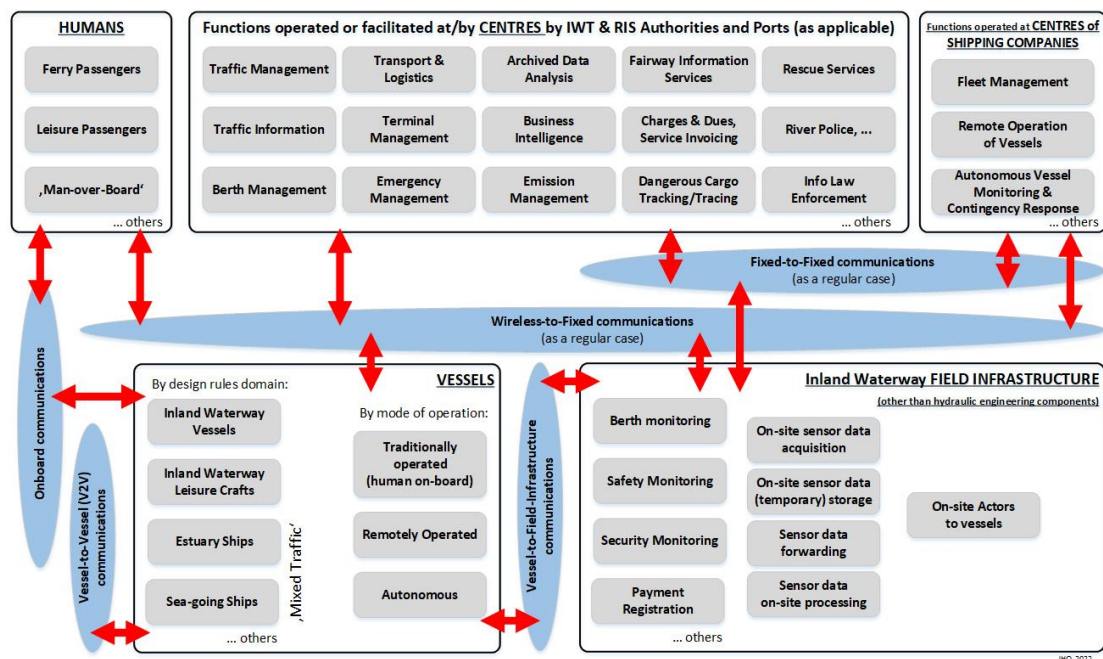 HUMANS
Ferry Passengers
Leisure Passengers
‚Man-over-Board‘
... others
Functions operated or facilitated at/by CENTRES by IWT & RIS Authorities and Ports (as applicable)
Traffic Management
Transport &
Logistics
Archived Data
Analysis
Fairway Information
Services
Rescue Services
Traffic Information
Terminal
Management
Business
Intelligence
Charges & Dues,
Service Invoicing
River Police, ...
Berth Management
Emergency
Management
Emission
Management
Dangerous Cargo
Tracking/Tracing
Info Law
Enforcement
... others
Functions operated at CENTRES of
SHIPPING COMPANIES
Fleet Management
Remote Operation
of Vessels
Autonomous Vessel
Monitoring &
Contingency Response
... others
Fixed-to-Fixed communications
(as a regular case)
Wireless-to-Fixed communications
(as a regular case)
Onboard communications
Vessel-to-Vessel (V2V)
communications
VESSELS
By design rules domain:
Inland Waterway
Vessels
Inland Waterway
Leisure Crafts
Estuary Ships
Sea-going Ships
... others
‚Mixed Traffic‘
By mode of operation:
Traditionally
operated
(human on-board)
Remotely Operated
Autonomous
Vessel-to-Field-Infrastructure
communications
Inland Waterway FIELD INFRASTRUCTURE
(other than hydraulic engineering components)
Berth monitoring
Safety Monitoring
Security Monitoring
Payment
Registration
... others
On-site sensor data
acquisition
On-site sensor data
(temporary) storage
Sensor data
forwarding
Sensor data
on-site processing
On-site Actors
to vessels